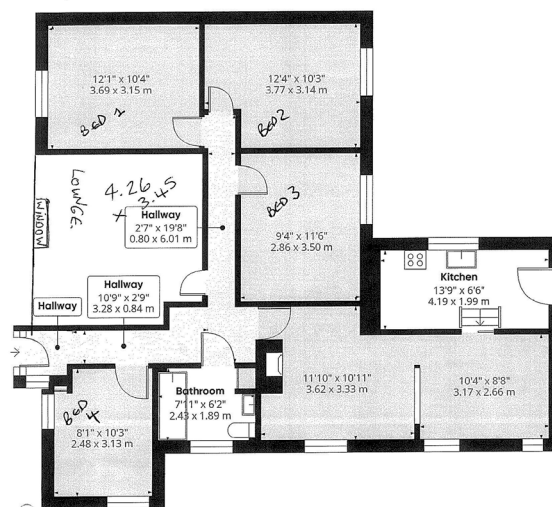 12'1" x 10'4"
3.69 x 3.15 m
BED 1
12'4" x 10'3"
3.77 x 3.14 m
BED 2
LOUNGE.
WINDOW
4.26
x 3.45
Hallway
2'7" x 19'8"
0.80 x 6.01 m
BED 3
9'4" x 11'6"
2.86 x 3.50 m
Kitchen
13'9" x 6'6"
4.19 x 1.99 m
Hallway
10'9" x 2'9"
3.28 x 0.84 m
Hallway
BED 4
8'1" x 10'3"
2.48 x 3.13 m
Bathroom
7'11" x 6'2"
2.43 x 1.89 m
11'10" x 10'11"
3.62 x 3.33 m
10'4" x 8'8"
3.17 x 2.66 m